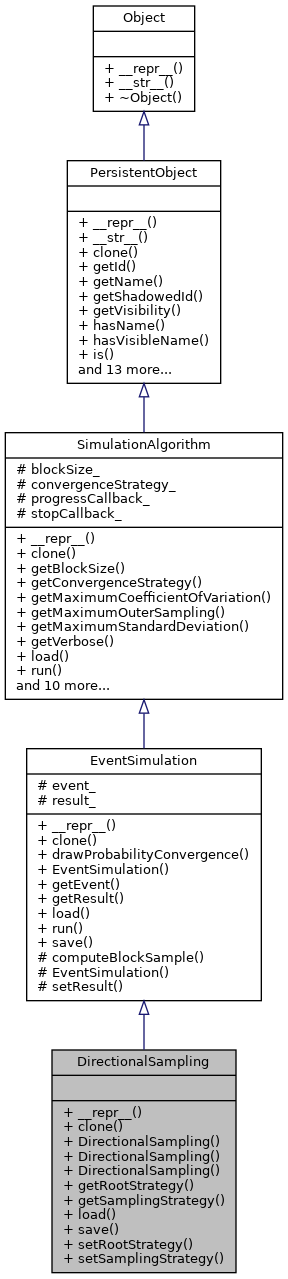 Object
+ __repr__()
+ __str__()
+ ~Object()
PersistentObject
+ __repr__()
+ __str__()
+ clone()
+ getId()
+ getName()
+ getShadowedId()
+ getVisibility()
+ hasName()
+ hasVisibleName()
+ is()
and 13 more...
SimulationAlgorithm
# blockSize_
# convergenceStrategy_
# progressCallback_
# stopCallback_
+ __repr__()
+ clone()
+ getBlockSize()
+ getConvergenceStrategy()
+ getMaximumCoefficientOfVariation()
+ getMaximumOuterSampling()
+ getMaximumStandardDeviation()
+ getVerbose()
+ load()
+ run()
and 10 more...
EventSimulation
# event_
# result_
+ __repr__()
+ clone()
+ drawProbabilityConvergence()
+ EventSimulation()
+ getEvent()
+ getResult()
+ load()
+ run()
+ save()
# computeBlockSample()
# EventSimulation()
# setResult()
DirectionalSampling
+ __repr__()
+ clone()
+ DirectionalSampling()
+ DirectionalSampling()
+ DirectionalSampling()
+ getRootStrategy()
+ getSamplingStrategy()
+ load()
+ save()
+ setRootStrategy()
+ setSamplingStrategy()